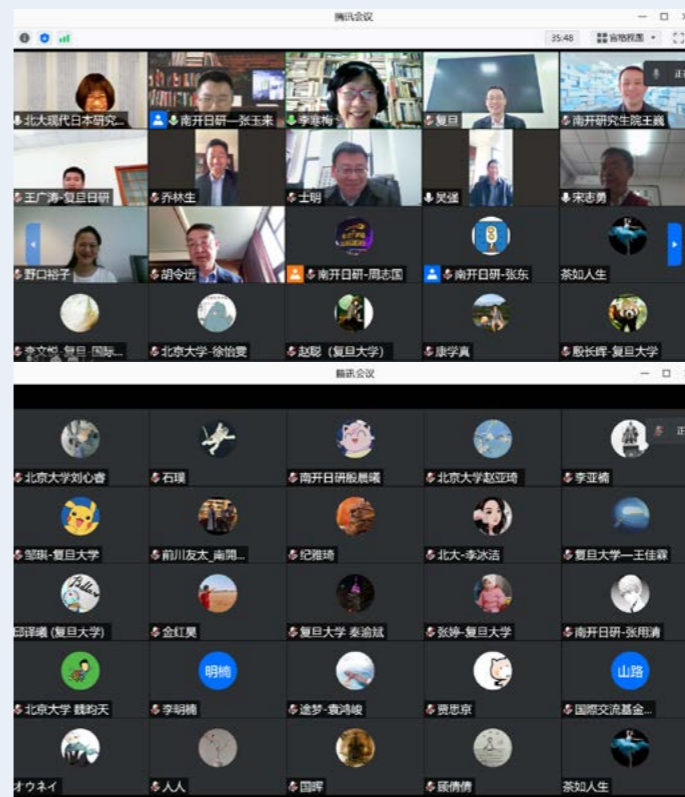 腾讯会议
35:48
宫格视图
正
北大现代日本研究...
南开日研—张玉来
李寒梅
复旦
南开研究生院王巍
王广涛-复旦日研
乔林生
士明
吴强
宋志勇
野口裕子
胡令远
南开日研-周志国
南开日研-张东
茶如人生
李文悦-复旦-国际...
北京大学-徐怡雯
赵聪（复旦大学）
康学真
殷长晖-复旦大学
腾讯会议
正
北京大学刘心睿
石璞
南开日研殷晨曦
北京大学赵亚琦
李亚楠
邹琪-复旦大学
前川友太_南開...
纪雅琦
北大-李冰洁
复旦大学—王佳霖
邱译曦 (复旦大学)
金红昊
复旦大学 秦渝斌
张婷-复旦大学
南开日研-张用清
明楠
山路
北京大学 魏昀天
李明楠
途梦-袁鸿峻
贾思京
国際交流基金...
オウネイ
人人
国晖
顾倩倩
茶如人生